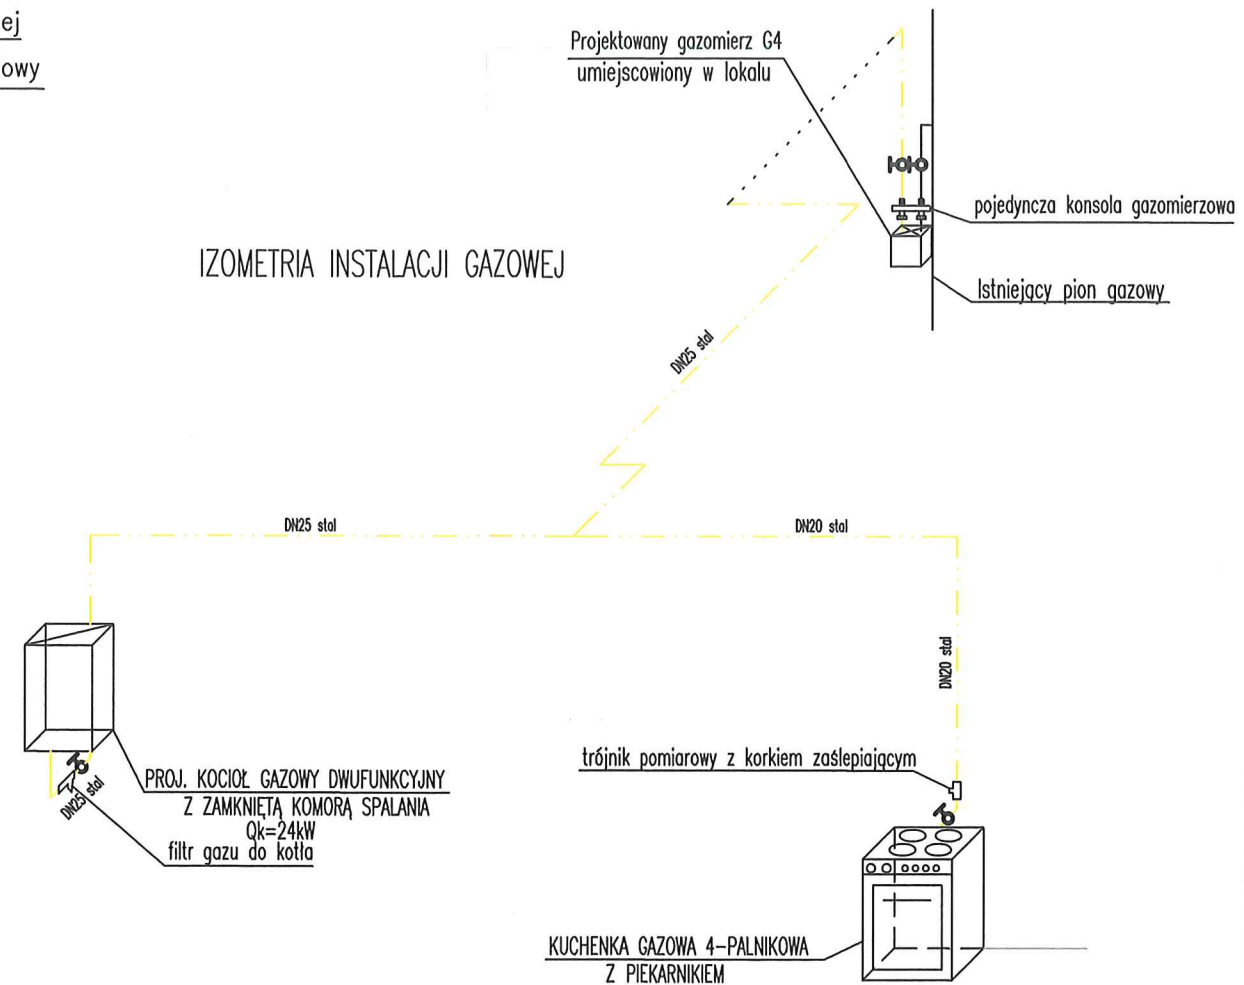 ej
owy
Projektowany gazomierz G4
umiejscowiony w lokalu
pojedyncza konsola gazomierzowa
IZOMETRIA INSTALACJI GAZOWEJ
Istniejący pion gazowy
DN25 stal
DN25 stal
DN20 stal
DN20 stal
trójnik pomiarowy z korkiem zaślepiającym
PROJ. KOCIOŁ GAZOWY DWUFUNKCYJNY
Z ZAMKNIĘTĄ KOMORĄ SPALANIA
Qk=24kW
DN25 stal
filtr gazu do kotła
KUCHENKA GAZOWA 4-PALNIKOWA
Z PIEKARNIKIEM